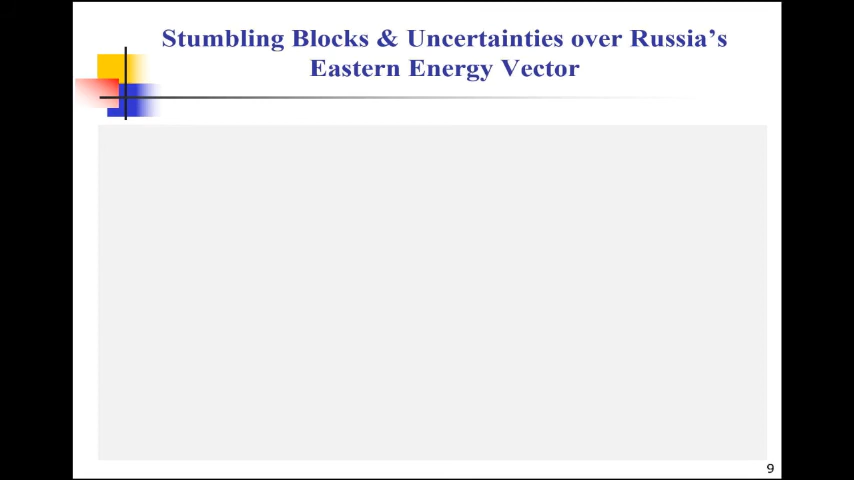 Stumbling Blocks & Uncertainties over Russia’s
Eastern Energy Vector
9